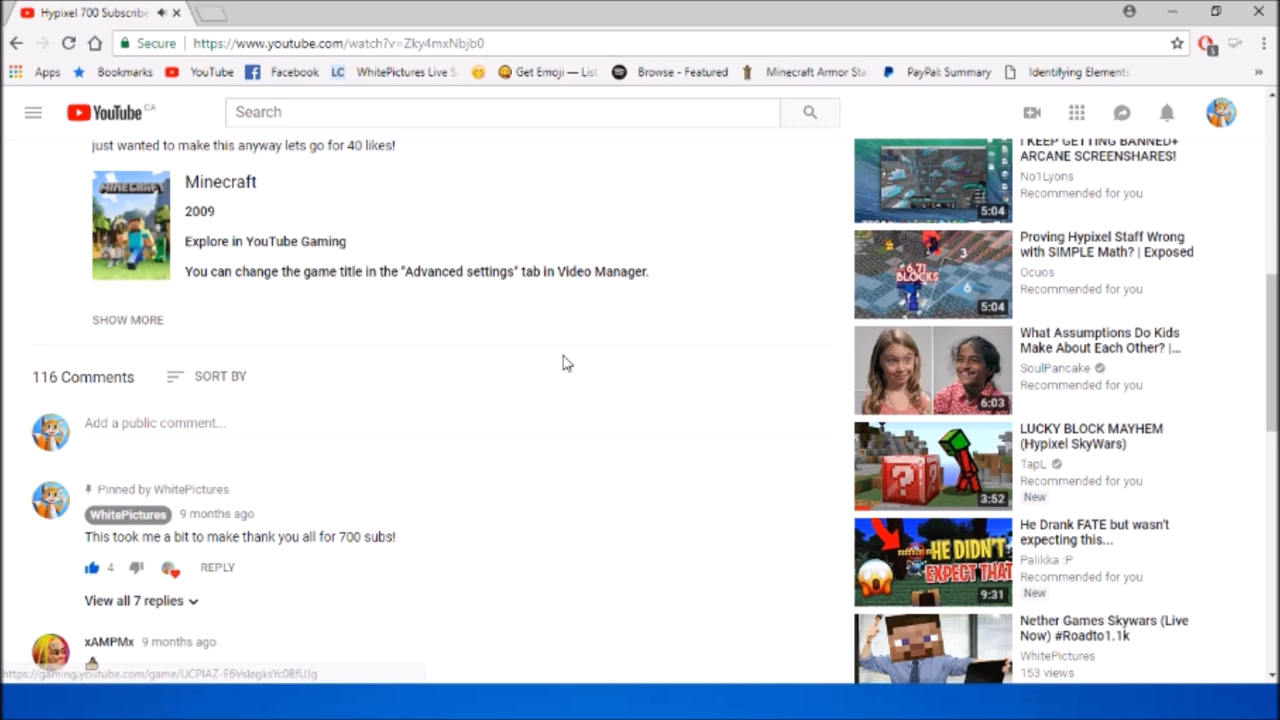 Hypixel 700 Subscribe
Secure
https://www.youtube.com/watch?v=Zky4mxNbjb0
5
Apps
Bookmarks
YouTube
Facebook
LC
WhitePictures Live S
Get Emoji — List
Browse - Featured
Minecraft Armor Sta
PayPal: Summary
Identifying Elements
»
YouTube CA
Search
just wanted to make this anyway lets go for 40 likes!
MINECRAFT
Minecraft
2009
Explore in YouTube Gaming
You can change the game title in the "Advanced settings" tab in Video Manager.
SHOW MORE
116 Comments
SORT BY
Add a public comment...
Pinned by WhitePictures
WhitePictures 9 months ago
This took me a bit to make thank you all for 700 subs!
4
REPLY
View all 7 replies
xAMPMx 9 months ago
5:04
I KEEP GETTING BANNED+
ARCANE SCREENSHARES!
No1Lyons
Recommended for you
3
BLOCKS
6
5:04
Proving Hypixel Staff Wrong
with SIMPLE Math? | Exposed
Ocuos
Recommended for you
6:03
What Assumptions Do Kids
Make About Each Other? |...
SoulPancake
Recommended for you
?
3:52
LUCKY BLOCK MAYHEM
(Hypixel SkyWars)
TapL
Recommended for you
New
HE DIDN'T
EXPECT THAT
9:31
He Drank FATE but wasn't
expecting this...
Palikka :P
Recommended for you
New
Nether Games Skywars (Live
Now) #Roadto1.1k
WhitePictures
153 views